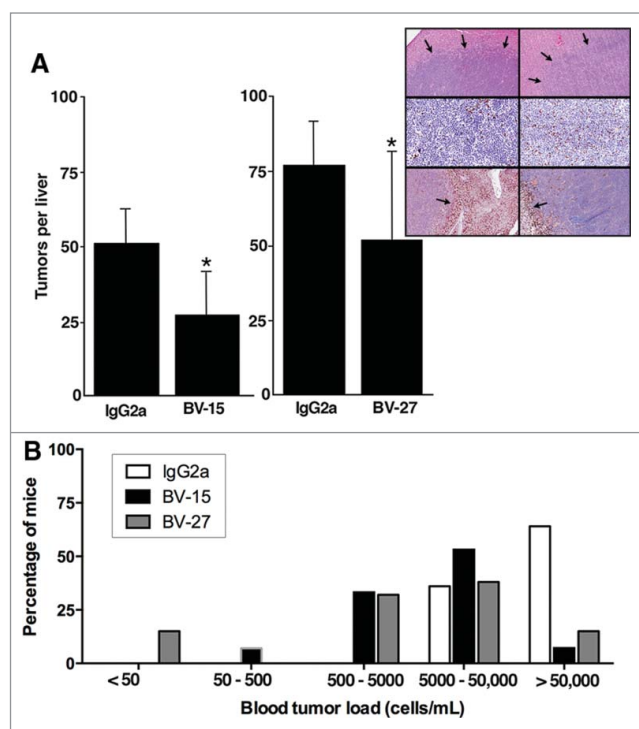 A
Tumors per liver
100
75
50
25
0
IgG2a BV-15
100
75
50
25
0
*
*
IgG2a BV-27
B
Percentage of mice
100
75
50
25
0
IgG2a
BV-15
BV-27
< 50 50 - 500 500 - 5000 5000 - 50,000 > 50,000
Blood tumor load (cells/mL)